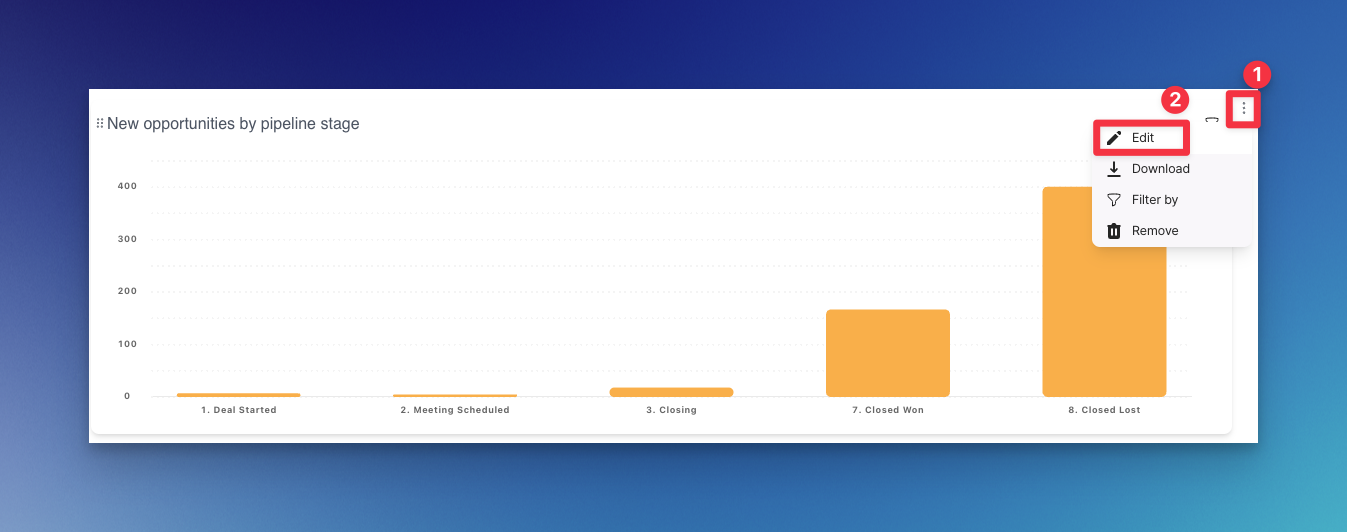 1
2
New opportunities by pipeline stage
Edit
Download
Filter by
Remove
400
300
200
100
0
1. Deal Started
2. Meeting Scheduled
3. Closing
7. Closed Won
8. Closed Lost